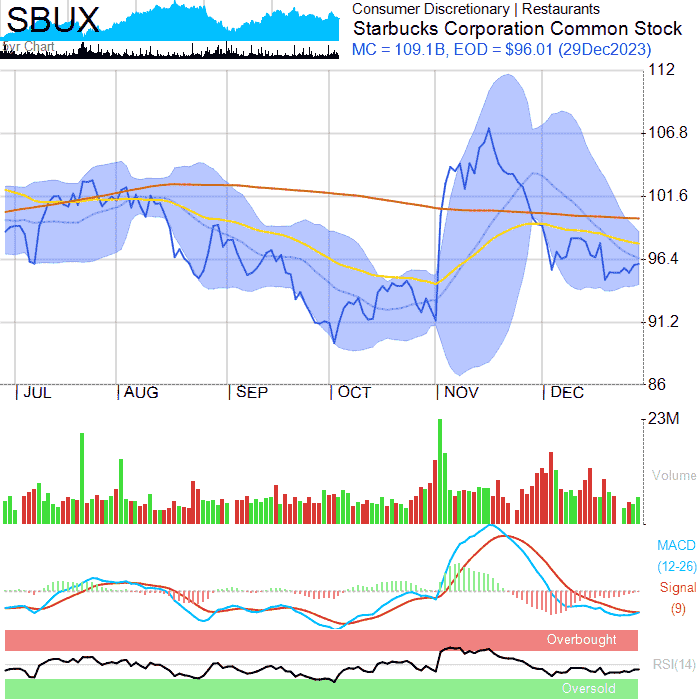 SBUX
5yr Chart
Consumer Discretionary | Restaurants
Starbucks Corporation Common Stock
MC = 109.1B, EOD = $96.01 (29Dec2023)
112
106.8
101.6
96.4
91.2
86
JUL AUG SEP OCT NOV DEC
23M
Volume
MACD
(12-26)
Signal
(9)
Overbought
RSI(14)
Oversold